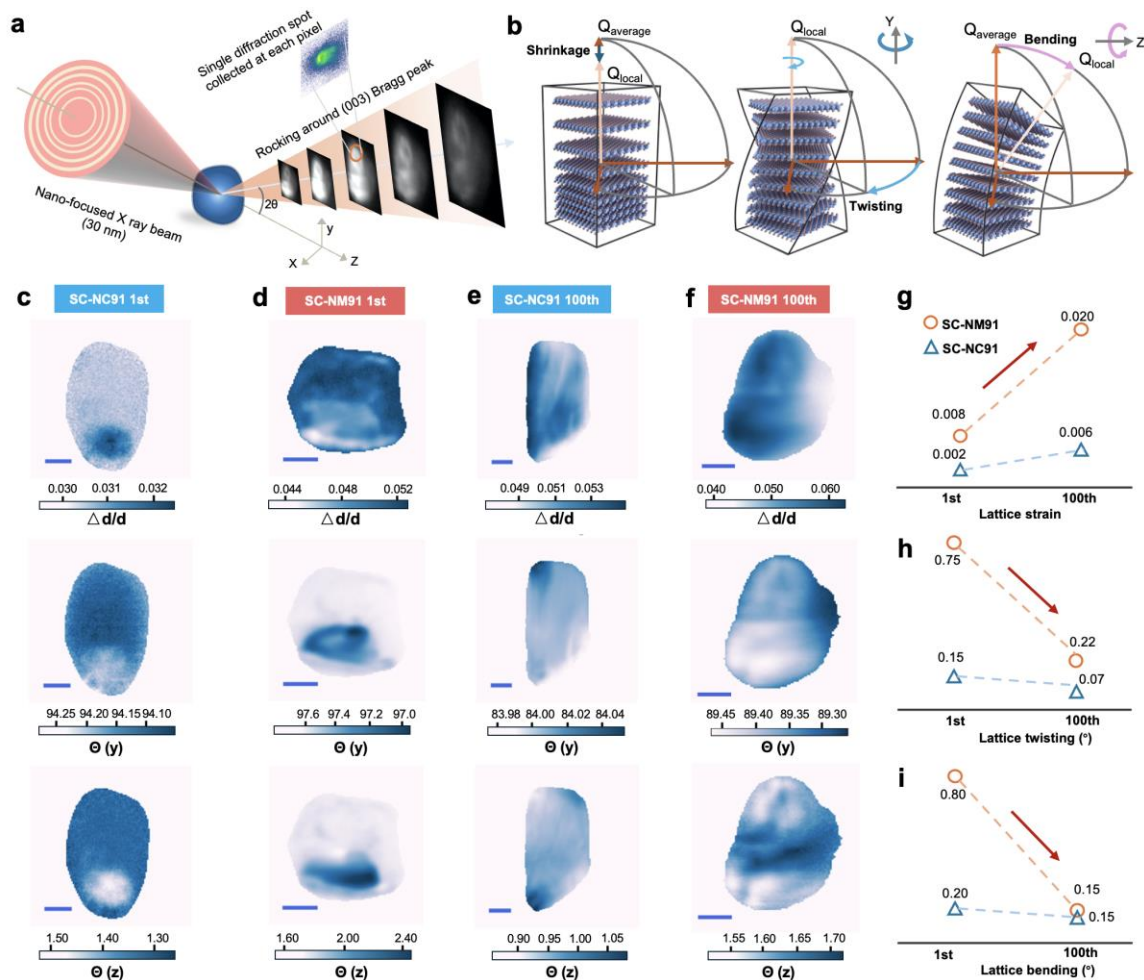 a
Single diffraction spot
collected at each pixel
Rocking around (003) Bragg peak
Nano-focused X ray beam
(30 nm)
2θ
y
X
Z
b
Q average
Shrinkage
Q local
Q local
Y
Twisting
Q average
Bending
Q local
Z
c
SC-NC91 1st
0.030 0.031 0.032
△ d/d
94.25 94.20 94.15 94.10
Θ (y)
1.50 1.40 1.30
Θ (z)
d
SC-NM91 1st
0.044 0.048 0.052
△ d/d
97.6 97.4 97.2 97.0
Θ (y)
1.60 2.00 2.40
Θ (z)
e
SC-NC91 100th
0.049 0.051 0.053
△ d/d
83.98 84.00 84.02 84.04
Θ (y)
0.90 0.95 1.00 1.05
Θ (z)
f
SC-NM91 100th
0.040 0.050 0.060
△ d/d
89.45 89.40 89.35 89.30
Θ (y)
1.55 1.60 1.65 1.70
Θ (z)
g
SC-NM91
SC-NC91
0.020
0.008
0.002
0.006
1st 100th
Lattice strain
h
0.75
0.22
0.15
0.07
1st 100th
Lattice twisting (°)
i
0.80
0.20
0.15
0.15
1st 100th
Lattice bending (°)